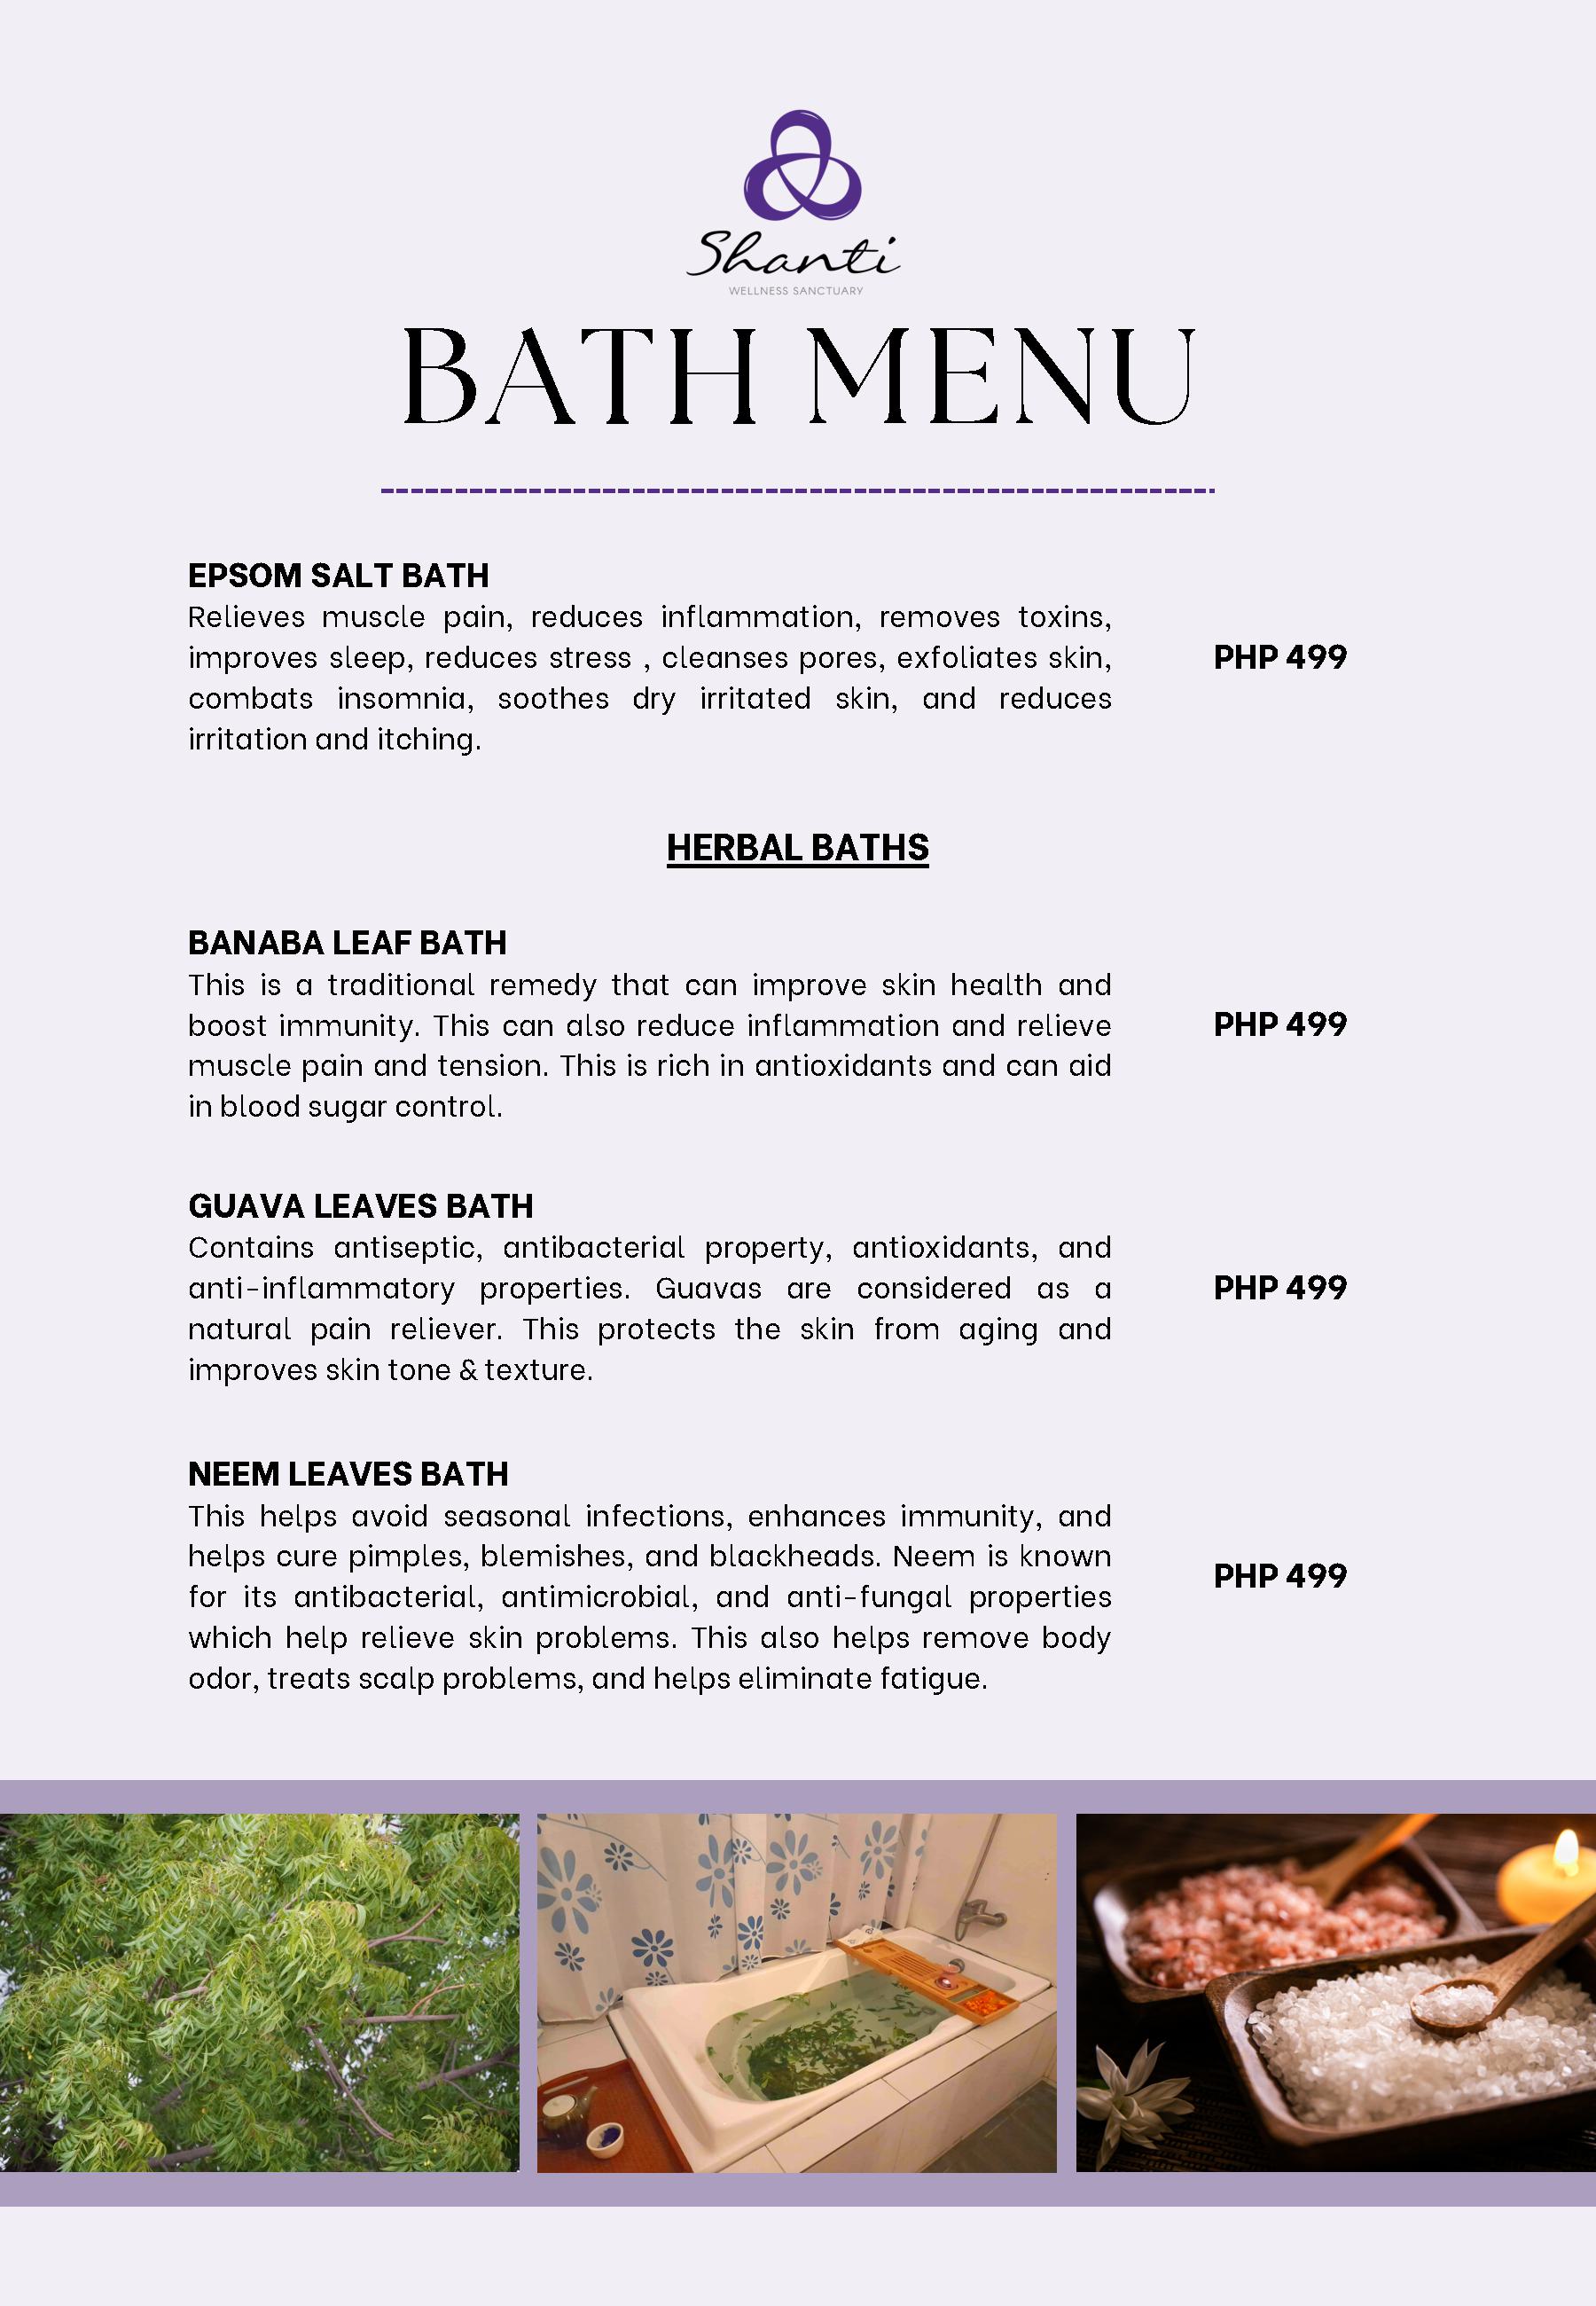 Shanti
WELLNESS SANCTUARY
BATH MENU
EPSOM SALT BATH
Relieves muscle pain, reduces inflammation, removes toxins,
improves sleep, reduces stress , cleanses pores, exfoliates skin,
combats insomnia, soothes dry irritated skin, and reduces
irritation and itching.
PHP 499
HERBAL BATHS
BANABA LEAF BATH
This is a traditional remedy that can improve skin health and
boost immunity. This can also reduce inflammation and relieve
muscle pain and tension. This is rich in antioxidants and can aid
in blood sugar control.
PHP 499
GUAVA LEAVES BATH
Contains antiseptic, antibacterial property, antioxidants, and
anti-inflammatory properties. Guavas are considered as a
natural pain reliever. This protects the skin from aging and
improves skin tone & texture.
PHP 499
NEEM LEAVES BATH
This helps avoid seasonal infections, enhances immunity, and
helps cure pimples, blemishes, and blackheads. Neem is known
for its antibacterial, antimicrobial, and anti-fungal properties
which help relieve skin problems. This also helps remove body
odor, treats scalp problems, and helps eliminate fatigue.
PHP 499